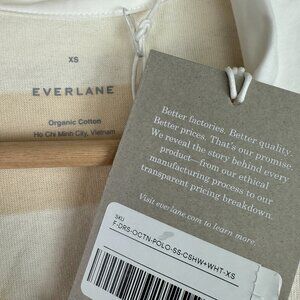 XS
EVERLANE
Organic Cotton
Ho Chi Minh City, Vietnam
Better factories. Better quality.
Better prices. That's our promise.
We reveal the story behind every
product—from our ethical
manufacturing process to our
transparent pricing breakdown.
Visit everlane.com to learn more.
SKU
F-DRS-OCTN-POLO-SS-CSHW+WHT-XS